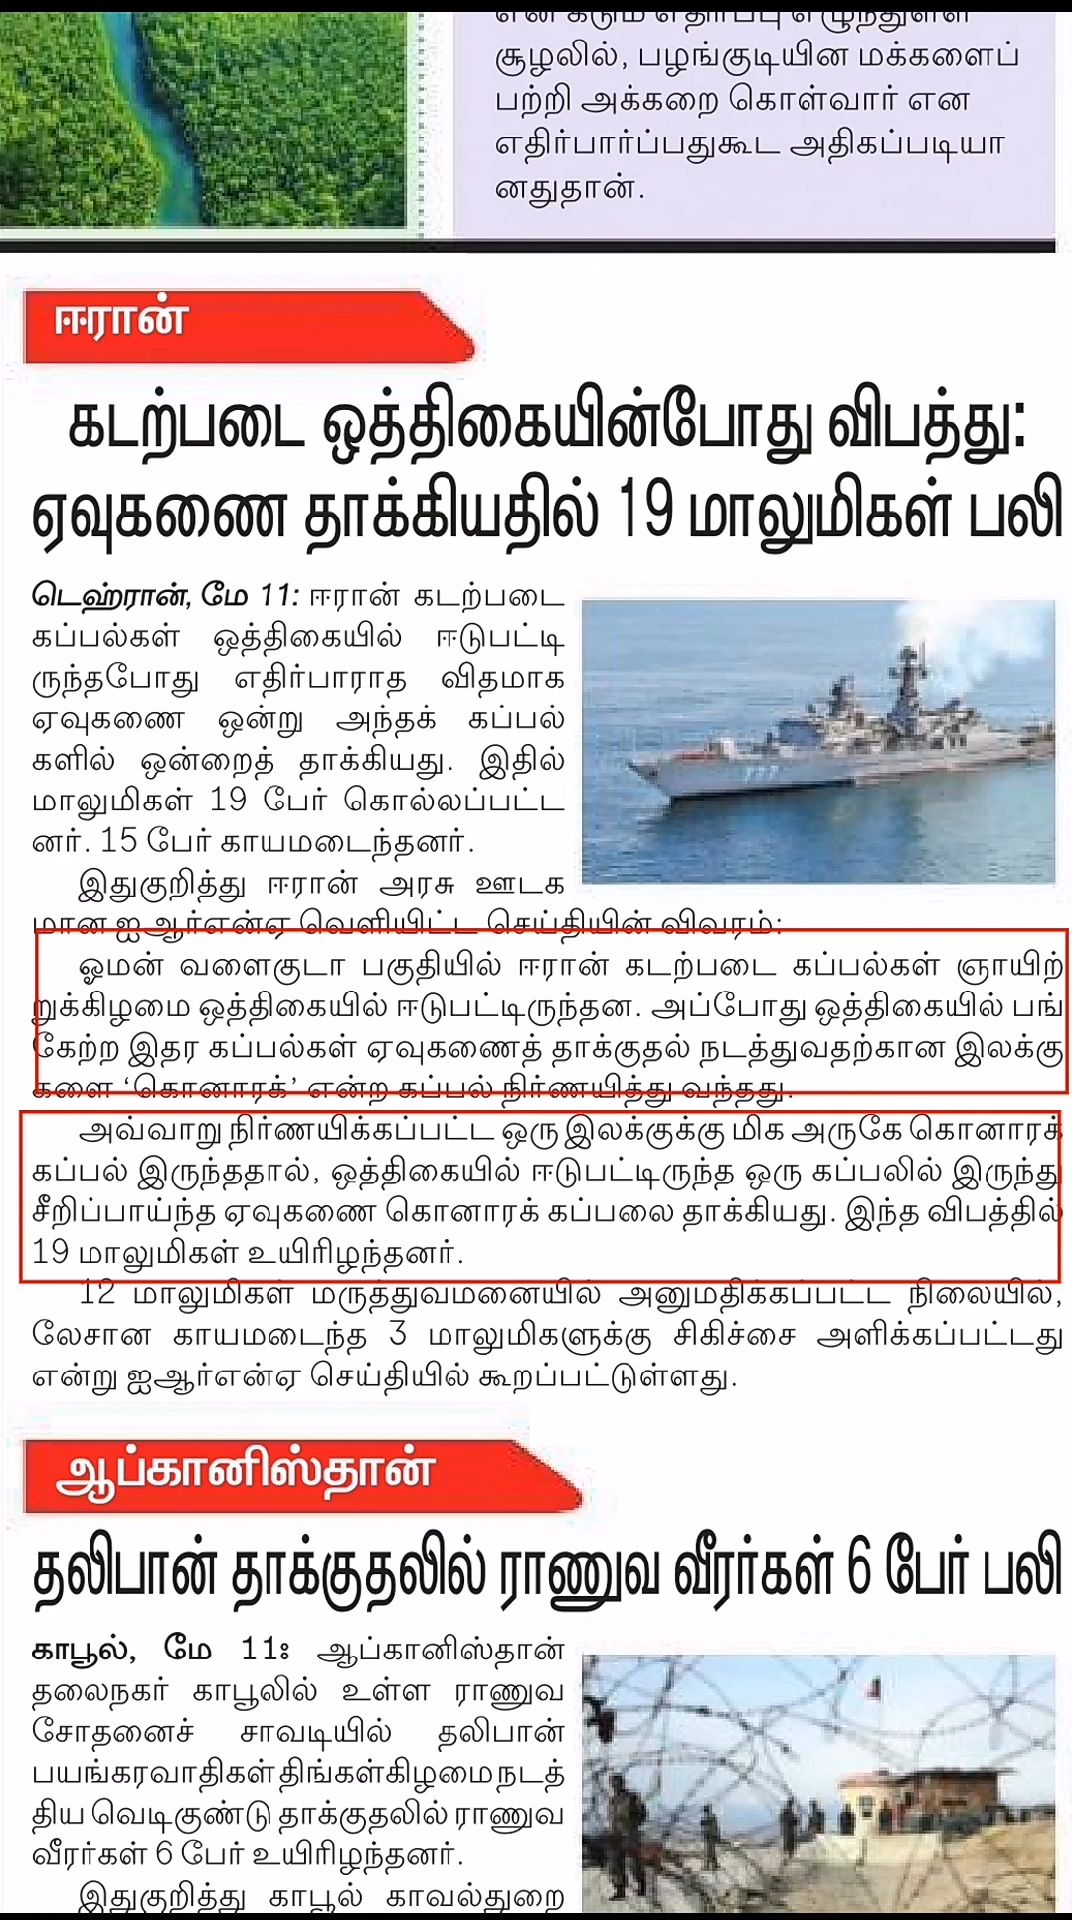 என கடும் எதிர்ப்பு எழுந்துள்ள
சூழலில், பழங்குடியின மக்களைப்
பற்றி அக்கறை கொள்வார் என
எதிர்பார்ப்பதுகூட அதிகப்படியா
னதுதான்.
ஈரான்
கடற்படை ஒத்திகையின்போது விபத்து:
ஏவுகணை தாக்கியதில் 19 மாலுமிகள் பலி
டெஹ்ரான், மே 11: ஈரான் கடற்படை
கப்பல்கள் ஒத்திகையில் ஈடுபட்டி
ருந்தபோது எதிர்பாராத விதமாக
ஏவுகணை ஒன்று அந்தக் கப்பல்
களில் ஒன்றைத் தாக்கியது. இதில்
மாலுமிகள் 19 பேர் கொல்லப்பட்ட
னர். 15 பேர் காயமடைந்தனர்.
இதுகுறித்து ஈரான் அரசு ஊடக
மான ஐஆர்என்ஏ வெளியிட்ட செய்தியின் விவரம்:
ஓமன் வளைகுடா பகுதியில் ஈரான் கடற்படை கப்பல்கள் ஞாயிற்
றுக்கிழமை ஒத்திகையில் ஈடுபட்டிருந்தன. அப்போது ஒத்திகையில் பங்
கேற்ற இதர கப்பல்கள் ஏவுகணைத் தாக்குதல் நடத்துவதற்கான இலக்கு
களை ‘கொனாரக்’ என்ற கப்பல் நிர்ணயித்து வந்தது.
அவ்வாறு நிர்ணயிக்கப்பட்ட ஒரு இலக்குக்கு மிக அருகே கொனாரக்
கப்பல் இருந்ததால், ஒத்திகையில் ஈடுபட்டிருந்த ஒரு கப்பலில் இருந்து
சீறிப்பாய்ந்த ஏவுகணை கொனாரக் கப்பலை தாக்கியது. இந்த விபத்தில்
19 மாலுமிகள் உயிரிழந்தனர்.
12 மாலுமிகள் மருத்துவமனையில் அனுமதிக்கப்பட்ட நிலையில்,
லேசான காயமடைந்த 3 மாலுமிகளுக்கு சிகிச்சை அளிக்கப்பட்டது
என்று ஐஆர்என்ஏ செய்தியில் கூறப்பட்டுள்ளது.
ஆப்கானிஸ்தான்
தலிபான் தாக்குதலில் ராணுவ வீரர்கள் 6 பேர் பலி
காபூல், மே 11: ஆப்கானிஸ்தான்
தலைநகர் காபூலில் உள்ள ராணுவ
சோதனைச் சாவடியில் தலிபான்
பயங்கரவாதிகள் திங்கள்கிழமை நடத்
திய வெடிகுண்டு தாக்குதலில் ராணுவ
வீரர்கள் 6 பேர் உயிரிழந்தனர்.
இதுகுறித்து காபூல் காவல்துறை